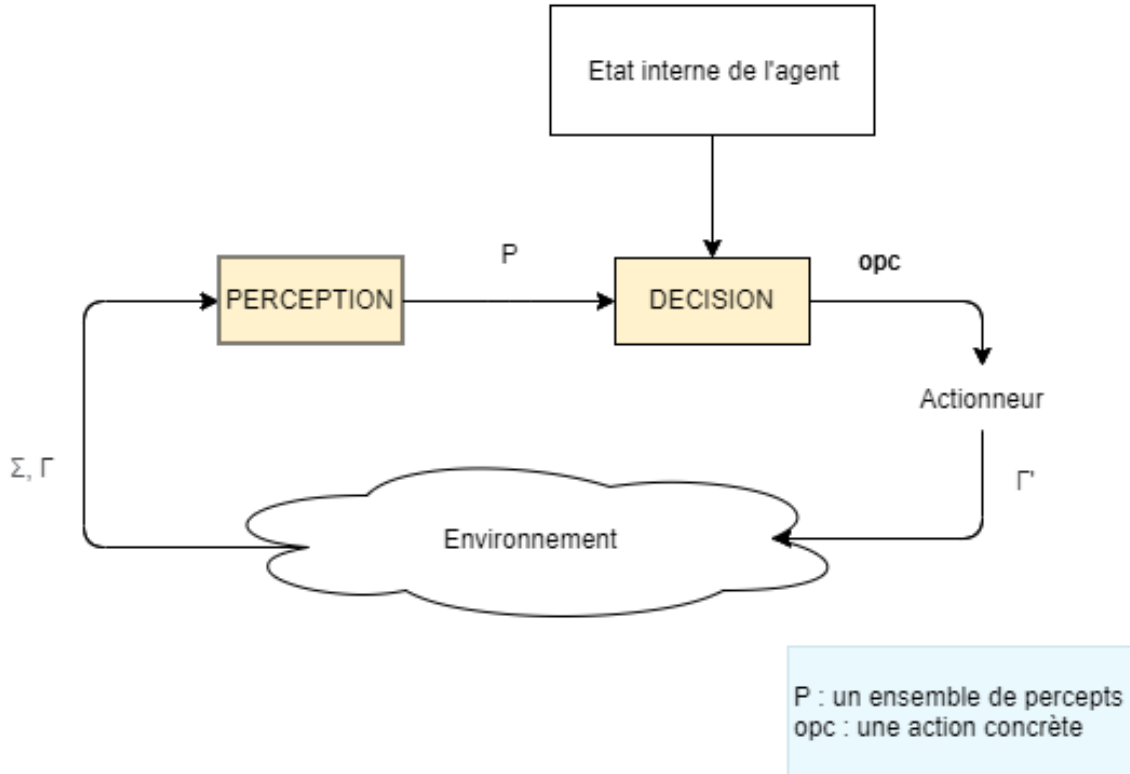 Etat interne de l'agent
P
opc
PERCEPTION
DECISION
Actionneur
Σ, Γ
Γ'
Environnement
P : un ensemble de percepts
opc : une action concrète